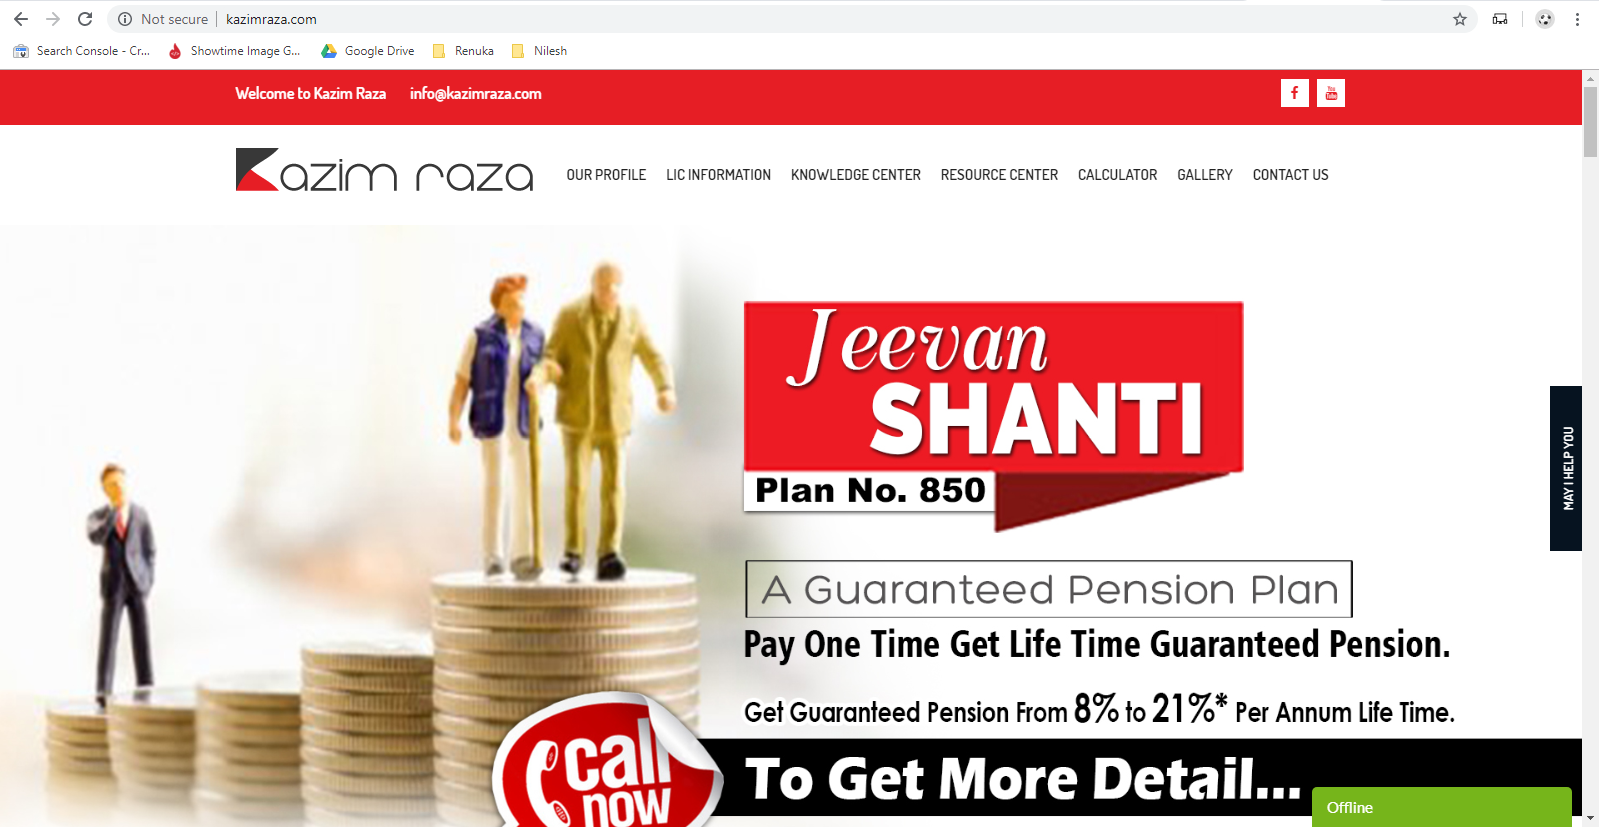 Not secure | kazimraza.com
Search Console - Cr... Showtime Image G... Google Drive Renuka Nilesh
Welcome to Kazim Raza info@kazimraza.com
You Tube
Kazim raza
OUR PROFILE LIC INFORMATION KNOWLEDGE CENTER RESOURCE CENTER CALCULATOR GALLERY CONTACT US
Jeevan
SHANTI
Plan No. 850
MAY I HELP YOU
A Guaranteed Pension Plan
Pay One Time Get Life Time Guaranteed Pension.
Get Guaranteed Pension From 8% to 21%* Per Annum Life Time.
call
now
To Get More Detail...
Offline